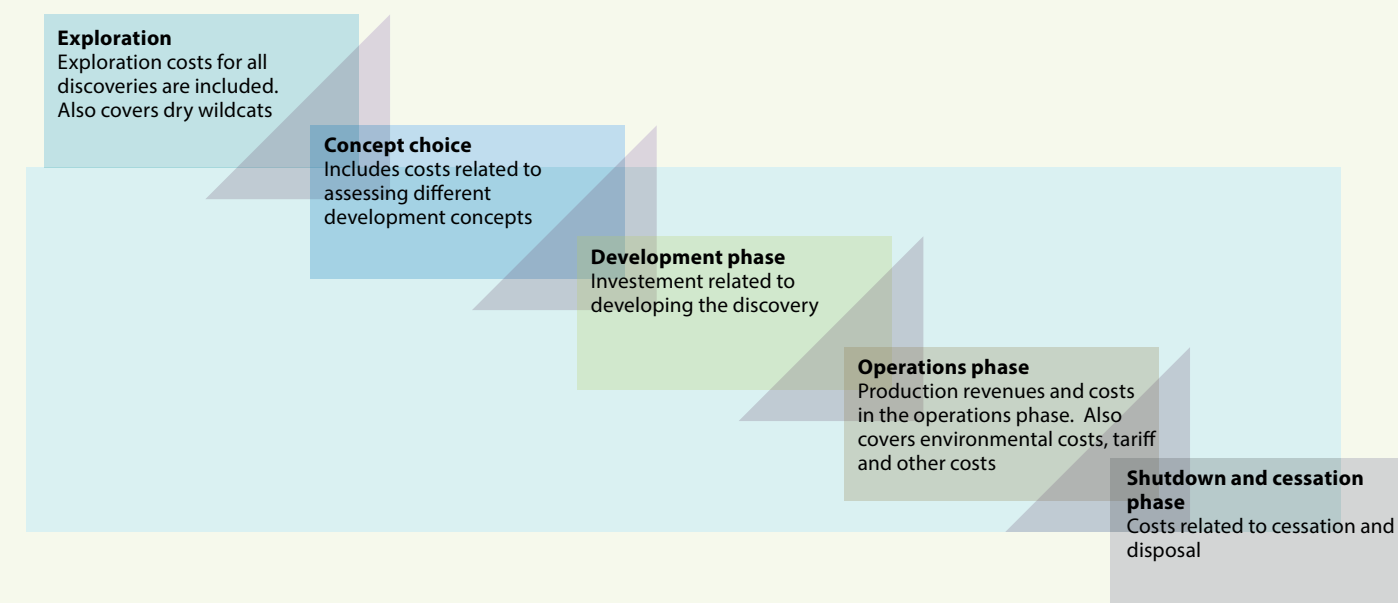 Exploration
Exploration costs for all
discoveries are included.
Also covers dry wildcats
Concept choice
Includes costs related to
assessing different
development concepts
Development phase
Investement related to
developing the discovery
Operations phase
Production revenues and costs
in the operations phase.  Also
covers environmental costs, tariff
and other costs
Shutdown and cessation
phase
Costs related to cessation and
disposal